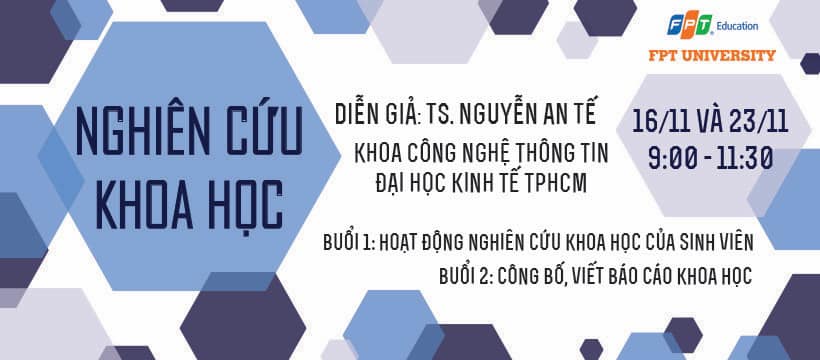 FPT Education
FPT UNIVERSITY
NGHIÊN CỨU
KHOA HỌC
DIỄN GIẢ: TS. NGUYỄN AN TẾ
KHOA CÔNG NGHỆ THÔNG TIN
ĐẠI HỌC KINH TẾ TPHCM
16/11 VÀ 23/11
9:00 - 11:30
BUỔI 1: HOẠT ĐỘNG NGHIÊN CỨU KHOA HỌC CỦA SINH VIÊN
BUỔI 2: CÔNG BỐ, VIẾT BÁO CÁO KHOA HỌC